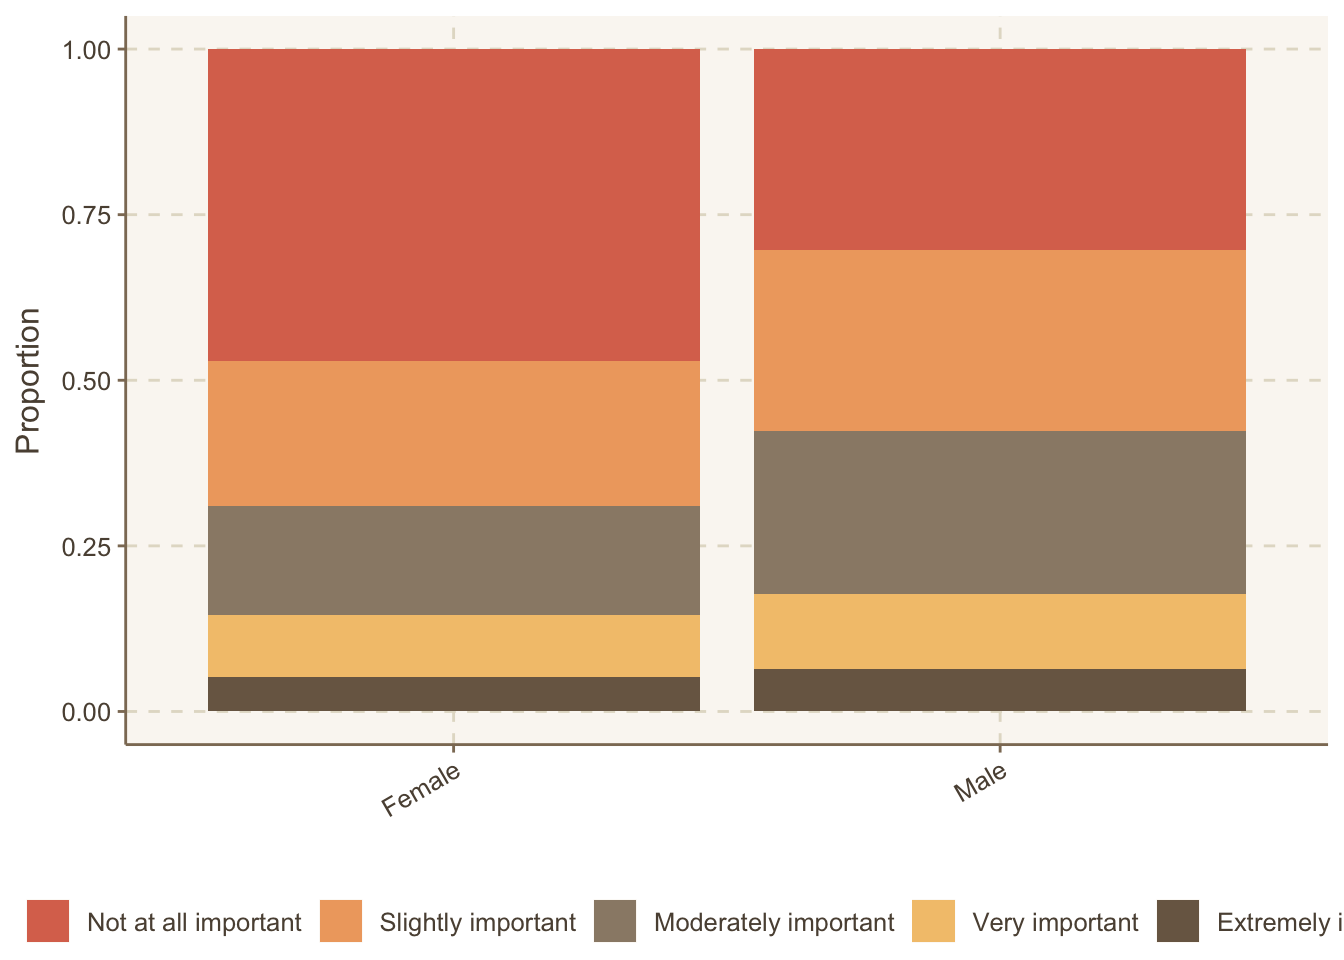 1.00
0.75
0.50
0.25
0.00
Proportion
Female
Male
Not at all important
Slightly important
Moderately important
Very important
Extremely i